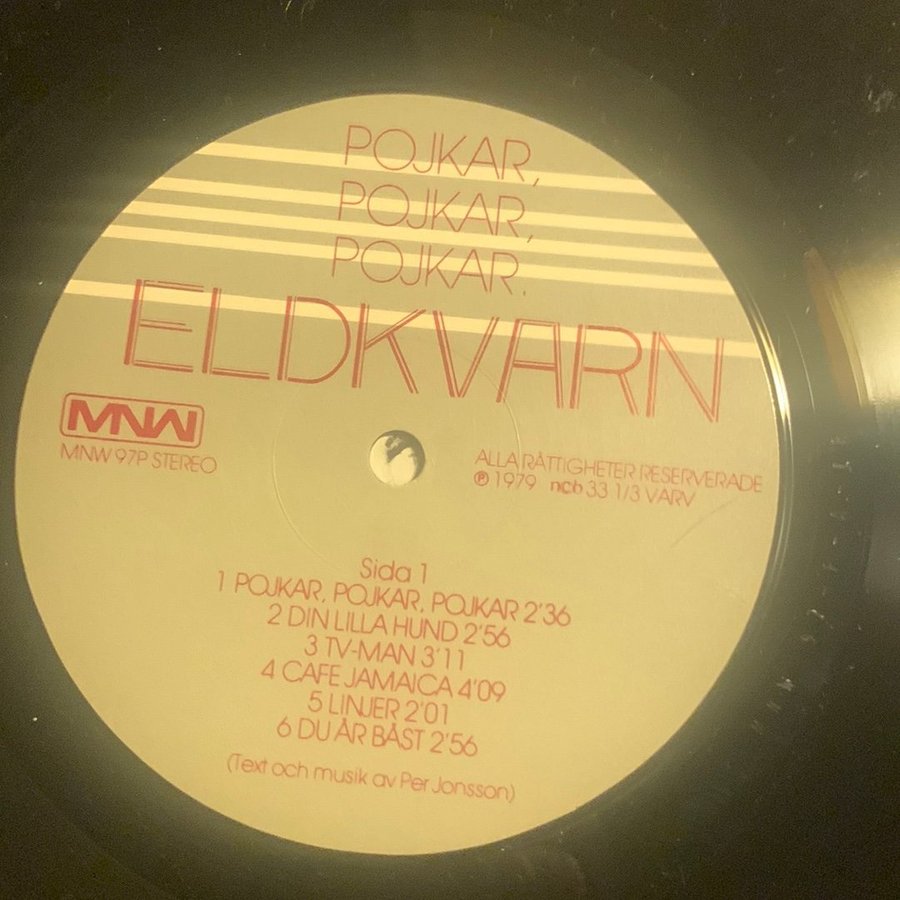 POJKAR,
POJKAR,
POJKAR.
ELDKVARN
MNW
MNW 97P STEREO
ALLA RÄTTIGHETER RESERVERADE
℗ 1979 ncb 33 1/3 VARV
Sida 1
1 POJKAR, POJKAR, POJKAR 2'36
2 DIN LILLA HUND 2'56
3 TV-MAN 3'11
4 CAFE JAMAICA 4'09
5 LINJER 2'01
6 DU ÄR BÄST 2'56
(Text och musik av Per Jonsson)